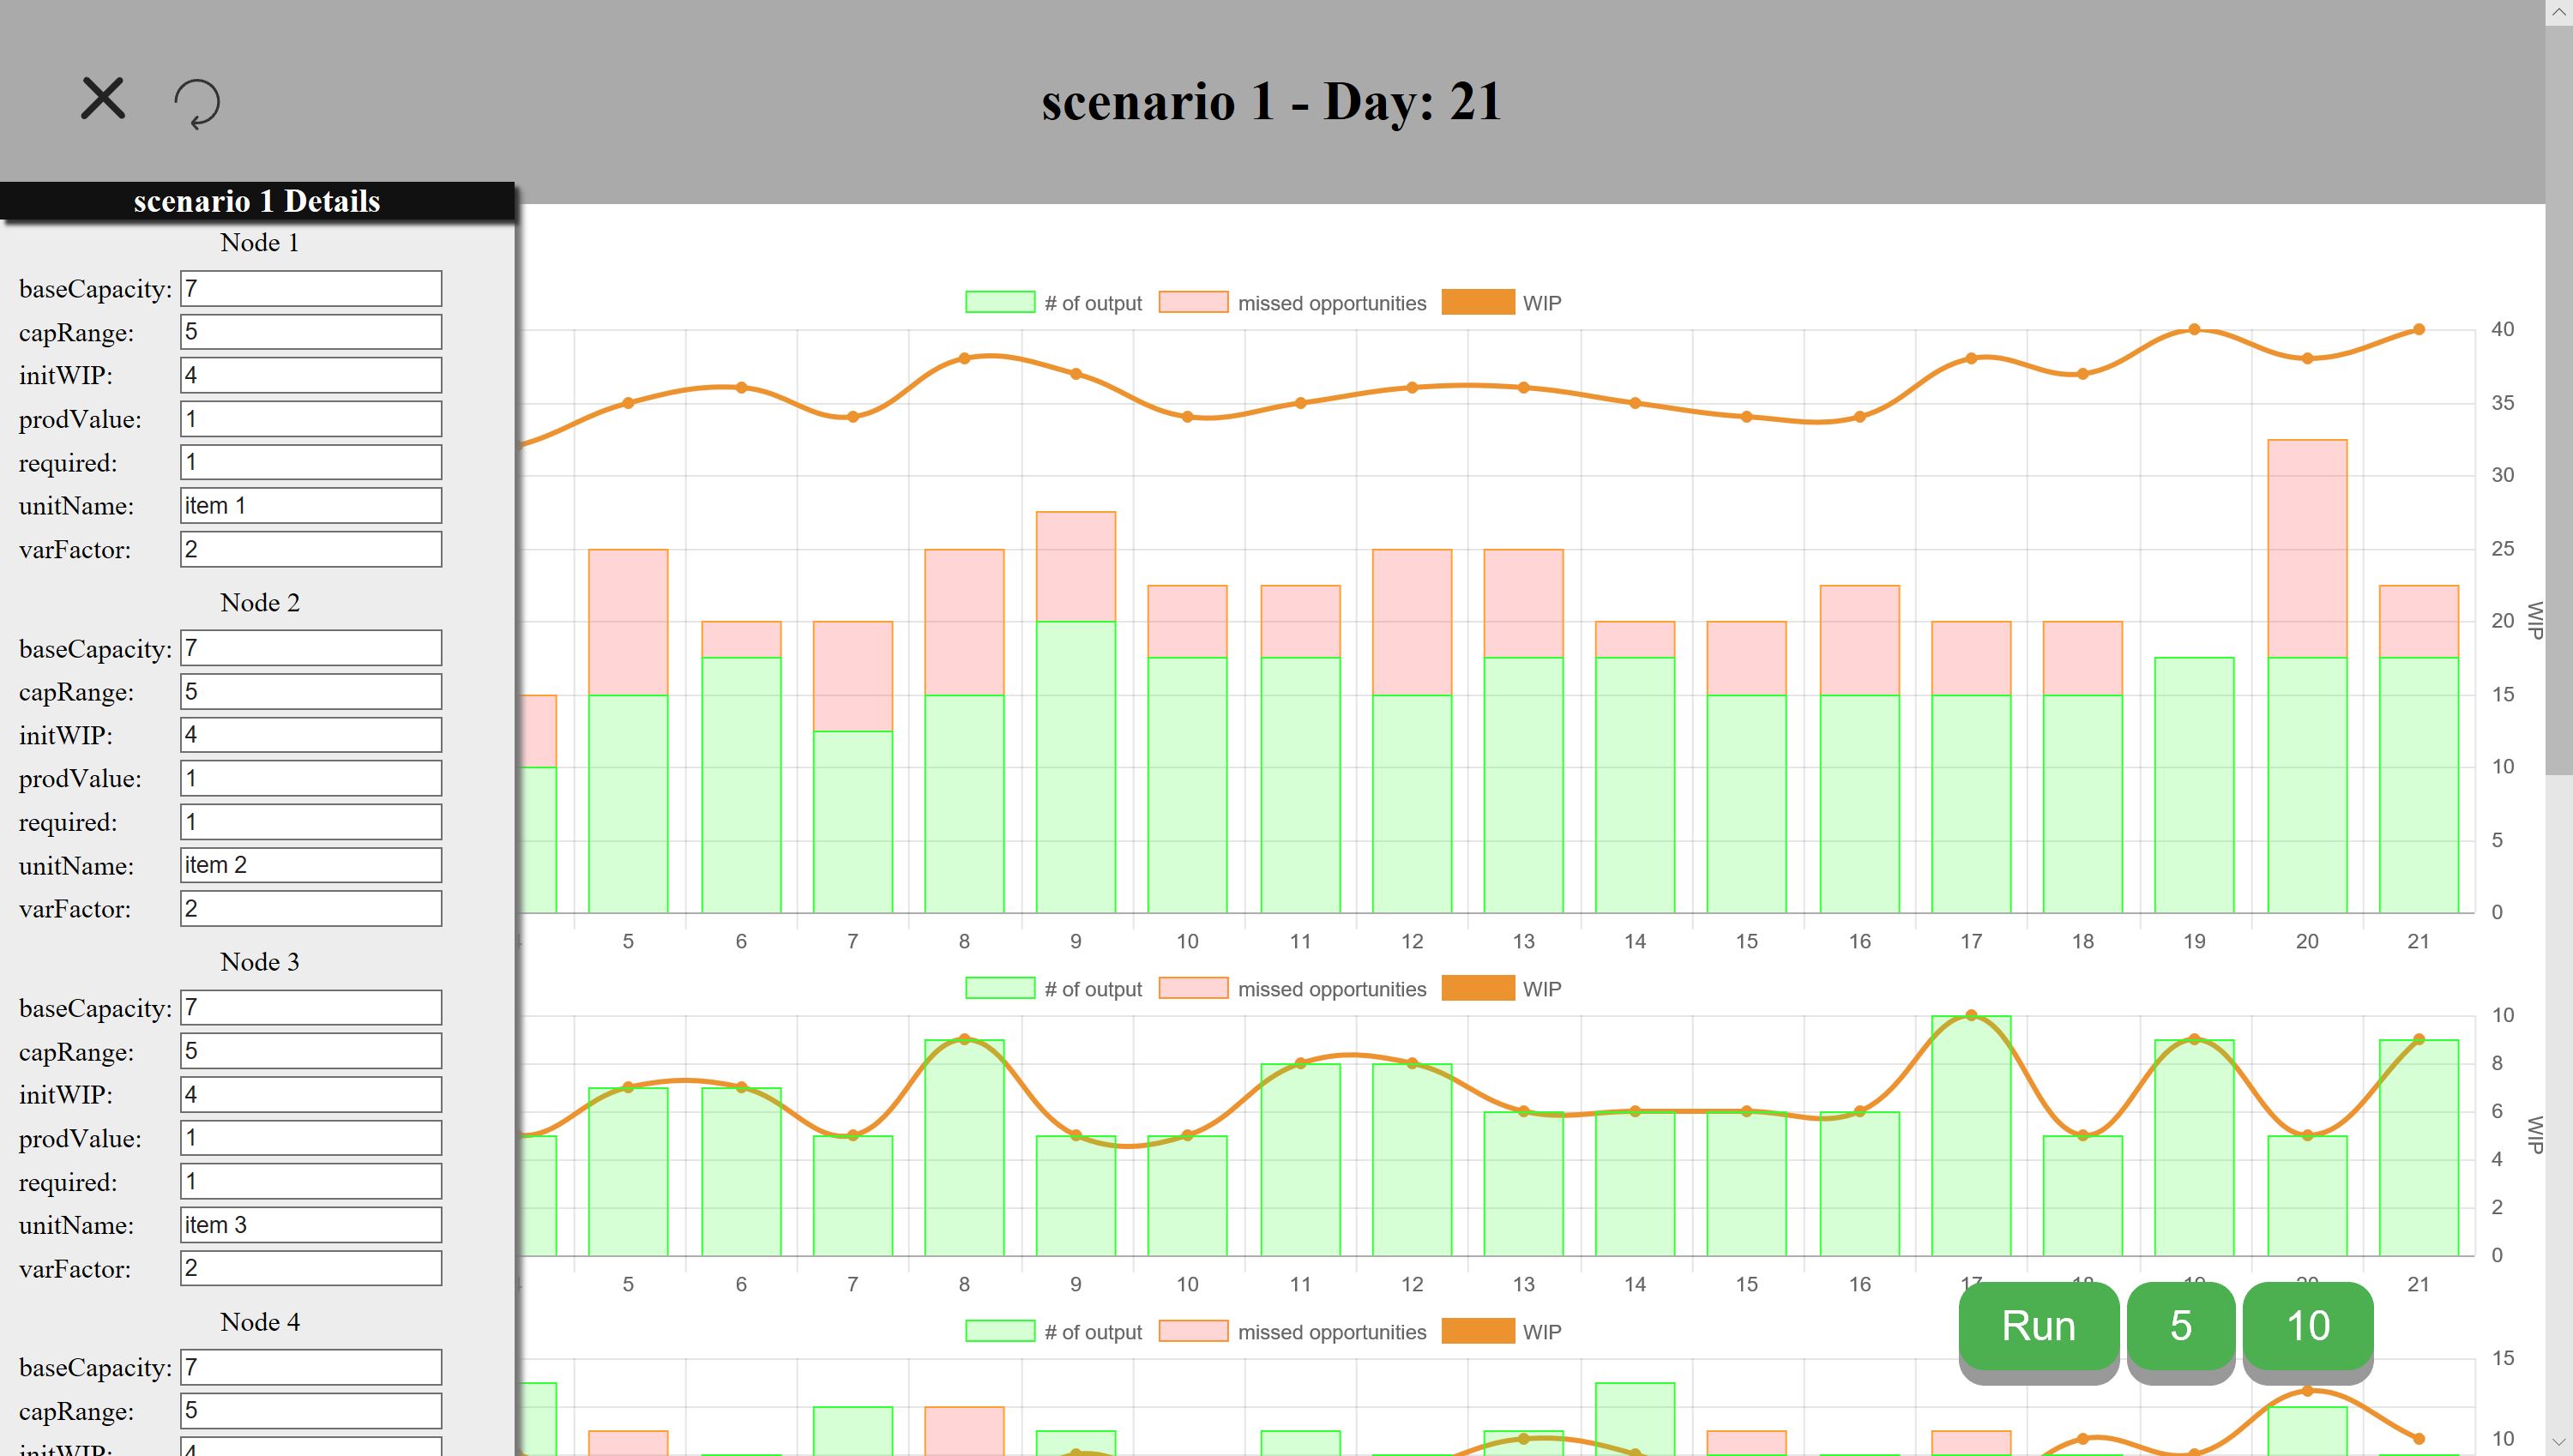 scenario 1 - Day: 21
scenario 1 Details
Node 1
baseCapacity: 7
capRange: 5
initWIP: 4
prodValue: 1
required: 1
unitName: item 1
varFactor: 2
Node 2
baseCapacity: 7
capRange: 5
initWIP: 4
prodValue: 1
required: 1
unitName: item 2
varFactor: 2
Node 3
baseCapacity: 7
capRange: 5
initWIP: 4
prodValue: 1
required: 1
unitName: item 3
varFactor: 2
Node 4
baseCapacity: 7
capRange: 5
initWIP: 4
# of output missed opportunities WIP
40
35
30
25
20
15
10
5
0
WIP
5 6 7 8 9 10 11 12 13 14 15 16 17 18 19 20 21
# of output missed opportunities WIP
10
8
6
4
2
0
WIP
5 6 7 8 9 10 11 12 13 14 15 16 17 18 19 20 21
# of output missed opportunities WIP
15
10
Run 5 10